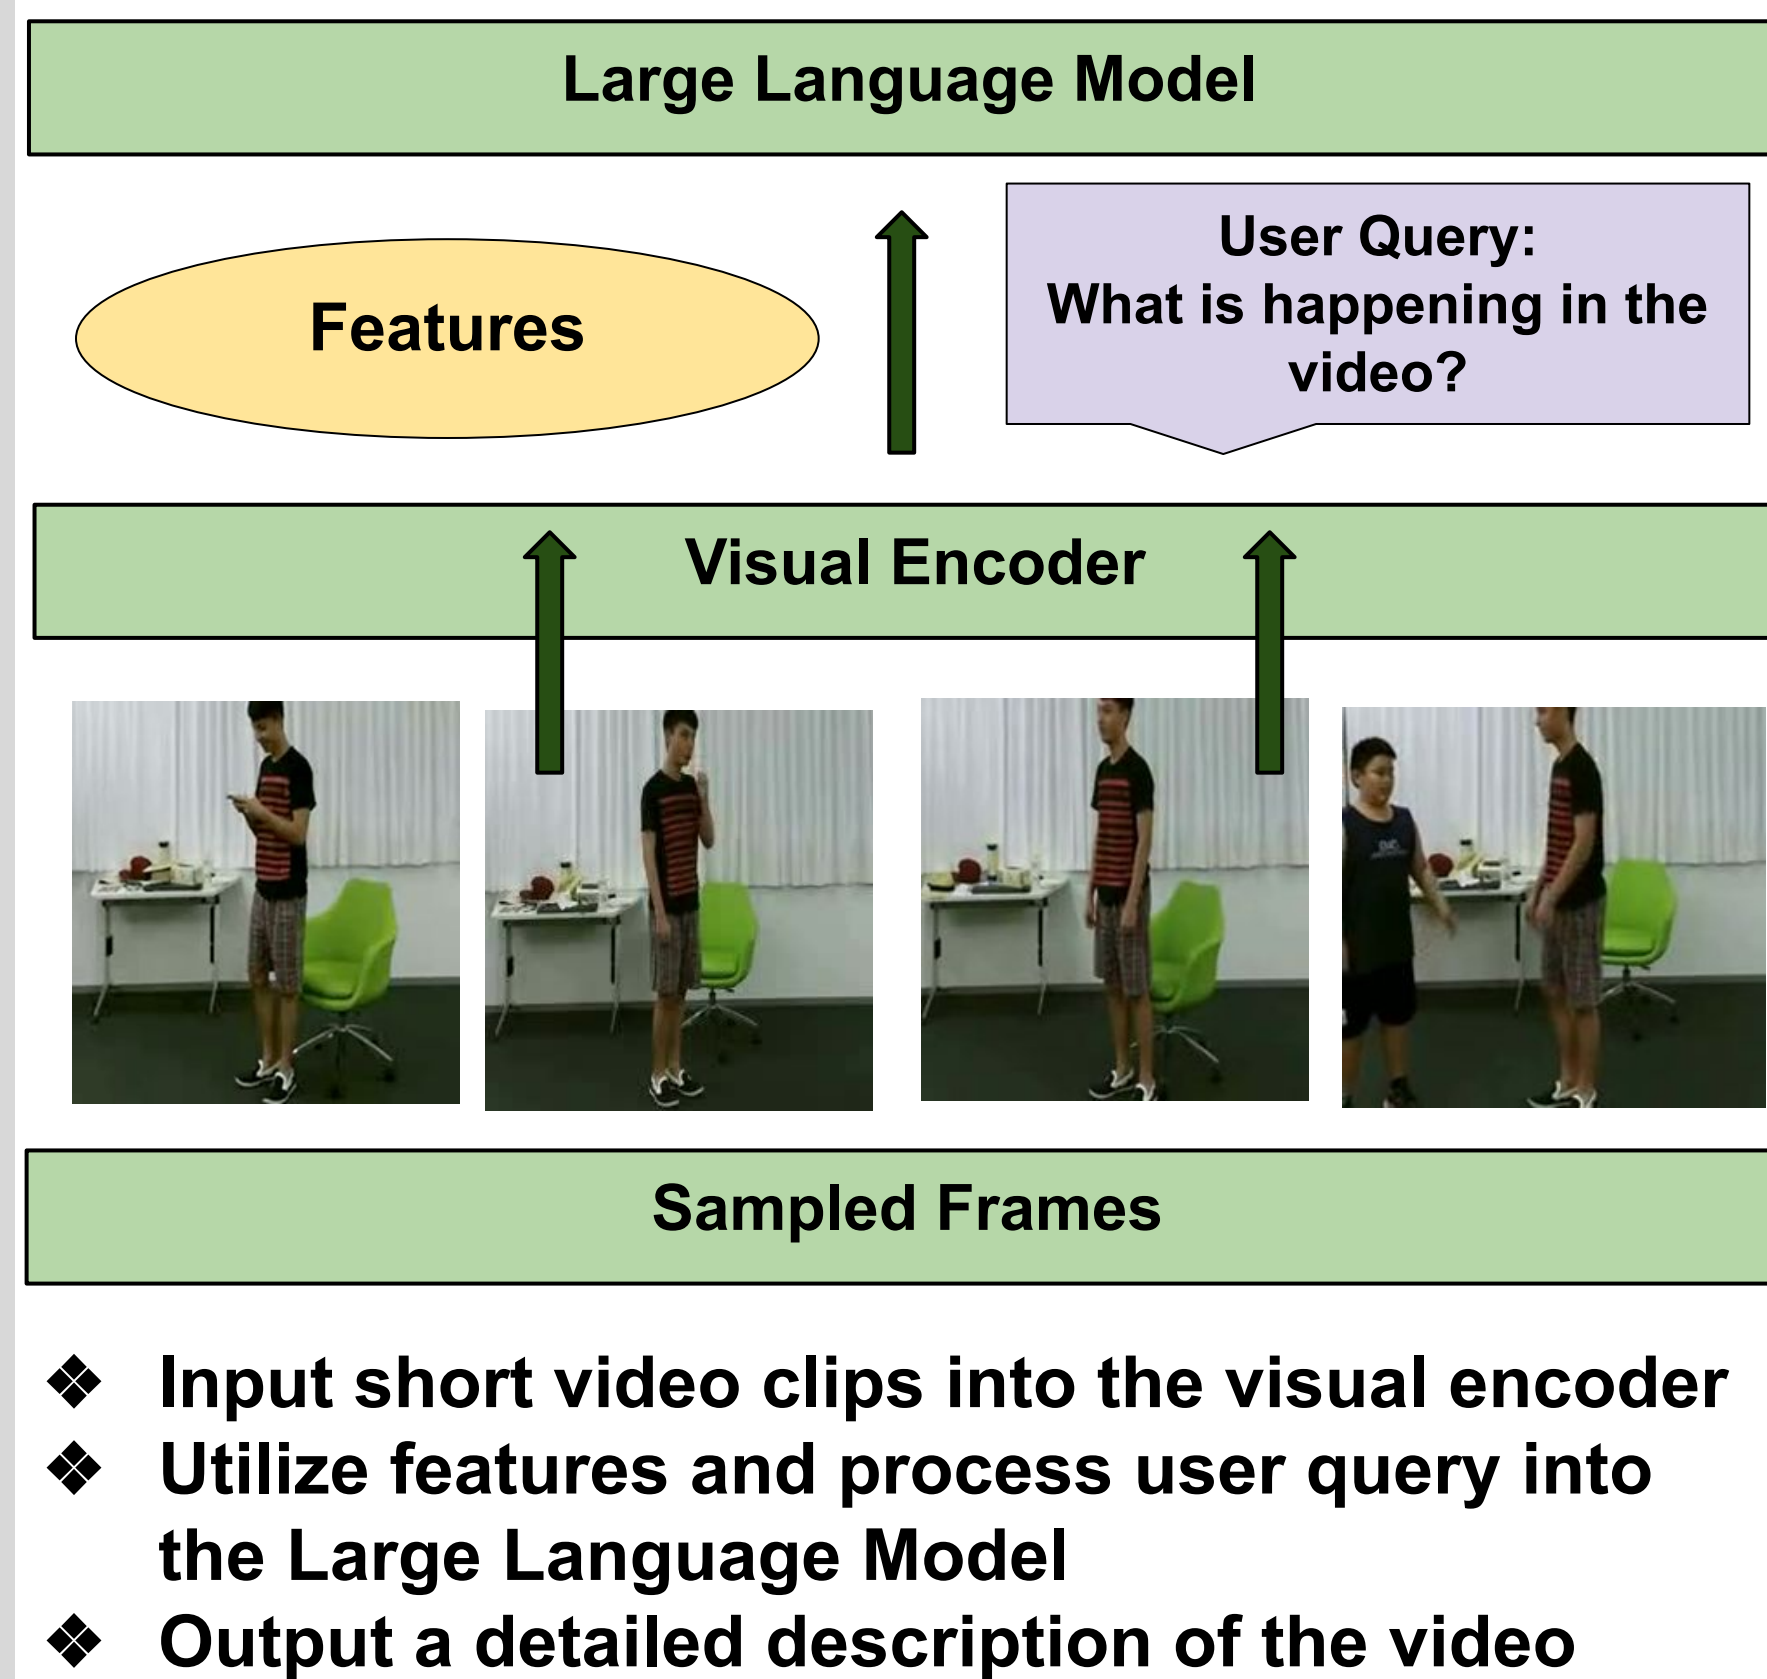 Large Language Model
Features
User Query:
What is happening in the
video?
Visual Encoder
Sampled Frames
❖ Input short video clips into the visual encoder
❖ Utilize features and process user query into
the Large Language Model
❖ Output a detailed description of the video